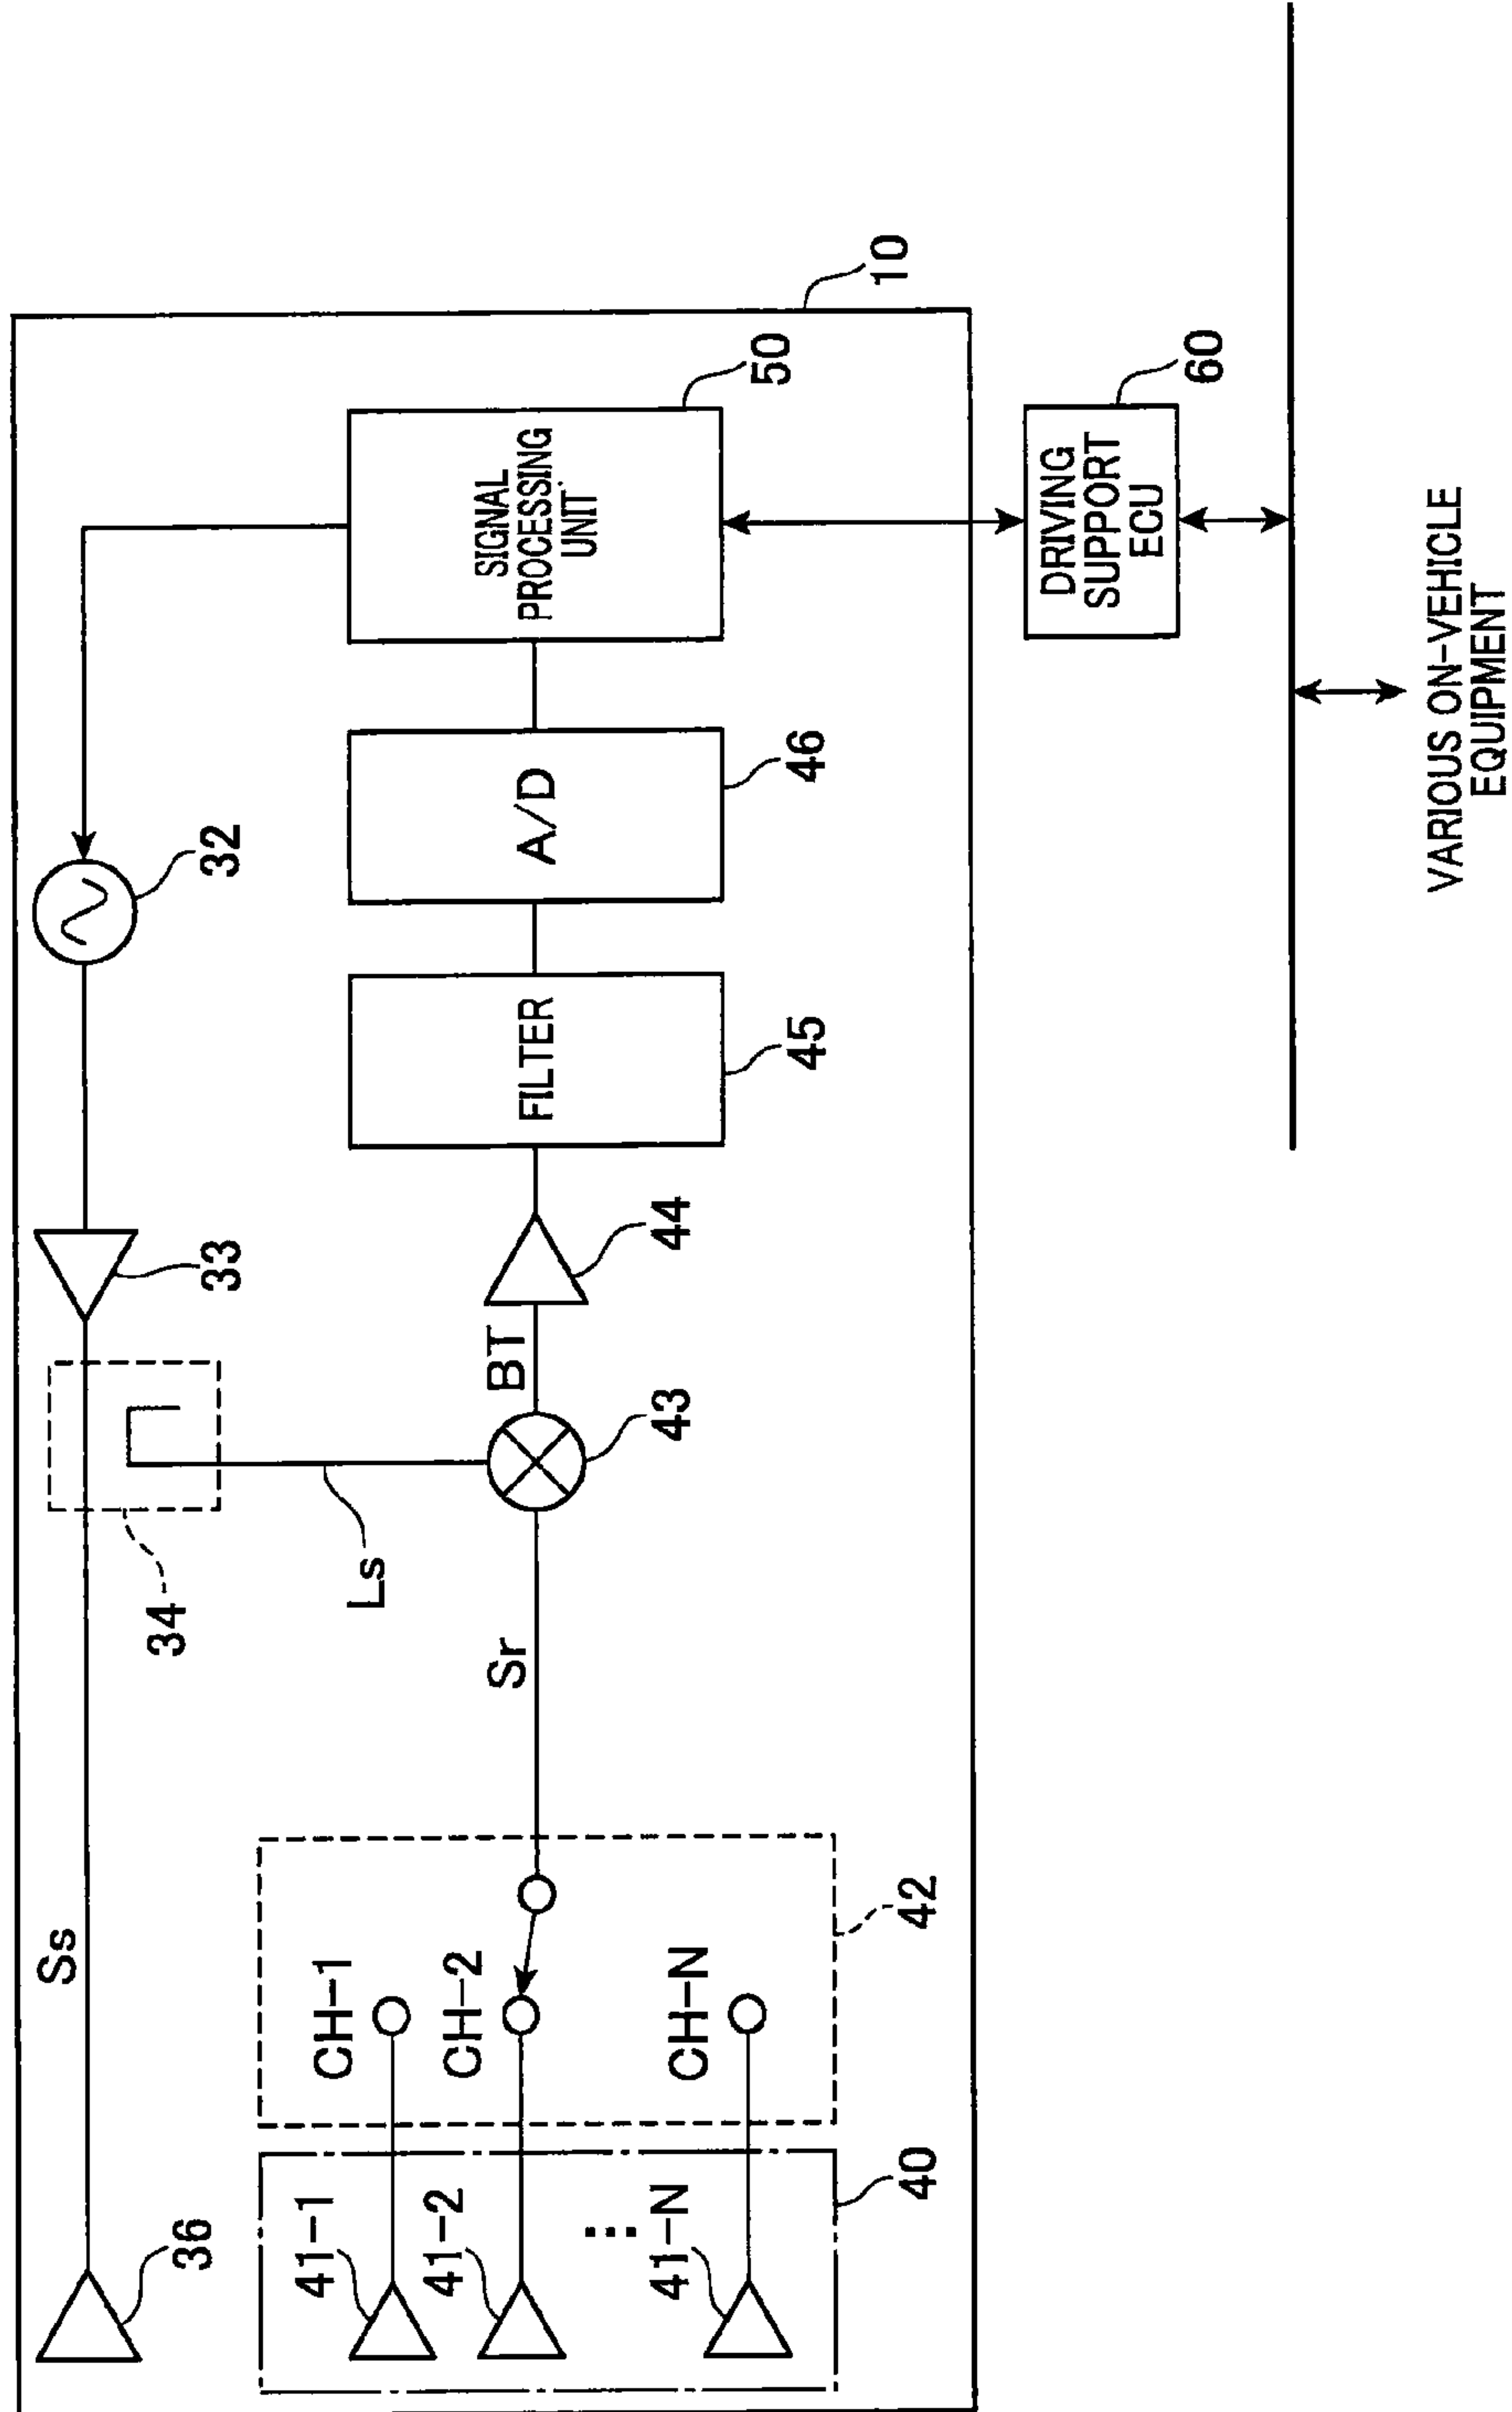 Ss
36
34
33
32
10
41-1
41-2
⋮
41-N
40
CH-1
CH-2
CH-N
42
Sr
Ls
43
BT
44
FILTER
45
A/D
46
SIGNAL
PROCESSING
UNIT
50
DRIVING
SUPPORT
ECU
60
VARIOUS ON-VEHICLE
EQUIPMENT